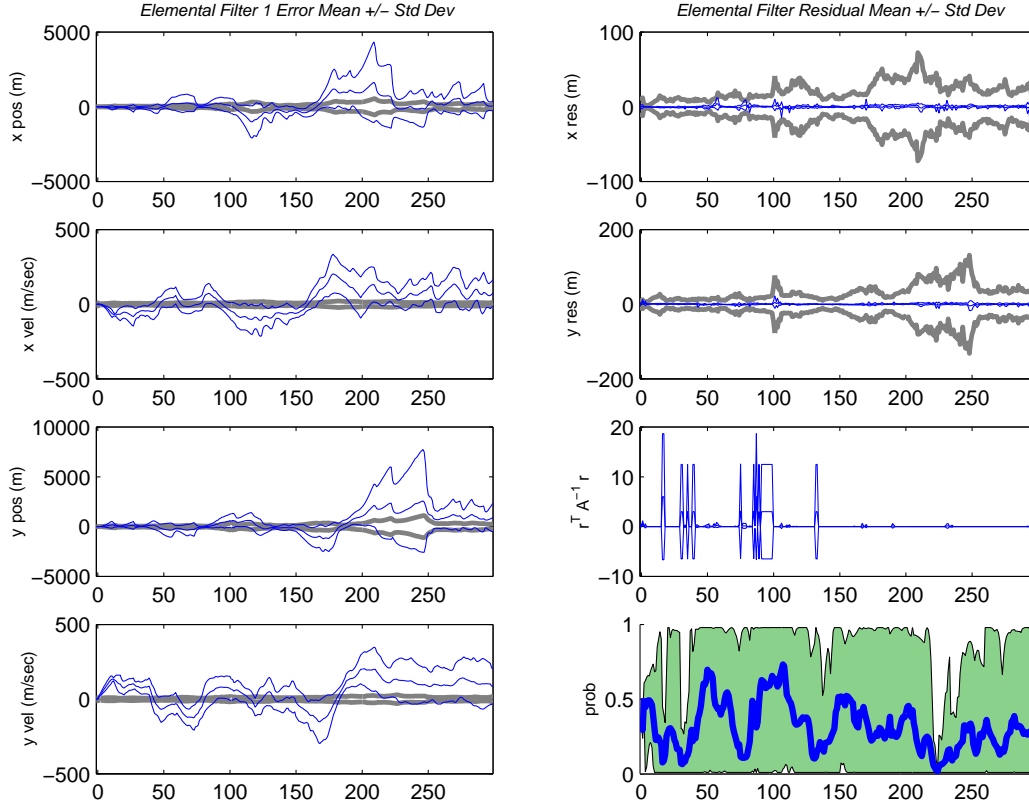 Elemental Filter 1 Error Mean +/− Std Dev
5000
0
−5000
x pos (m)
0 50 100 150 200 250
500
0
−500
x vel (m/sec)
0 50 100 150 200 250
10000
5000
0
−5000
y pos (m)
0 50 100 150 200 250
500
0
−500
y vel (m/sec)
0 50 100 150 200 250
Elemental Filter Residual Mean +/− Std Dev
100
0
−100
x res (m)
0 50 100 150 200 250
200
0
−200
y res (m)
0 50 100 150 200 250
20
10
0
−10
r^T A^−1 r
0 50 100 150 200 250
1
0.5
0
prob
0 50 100 150 200 250